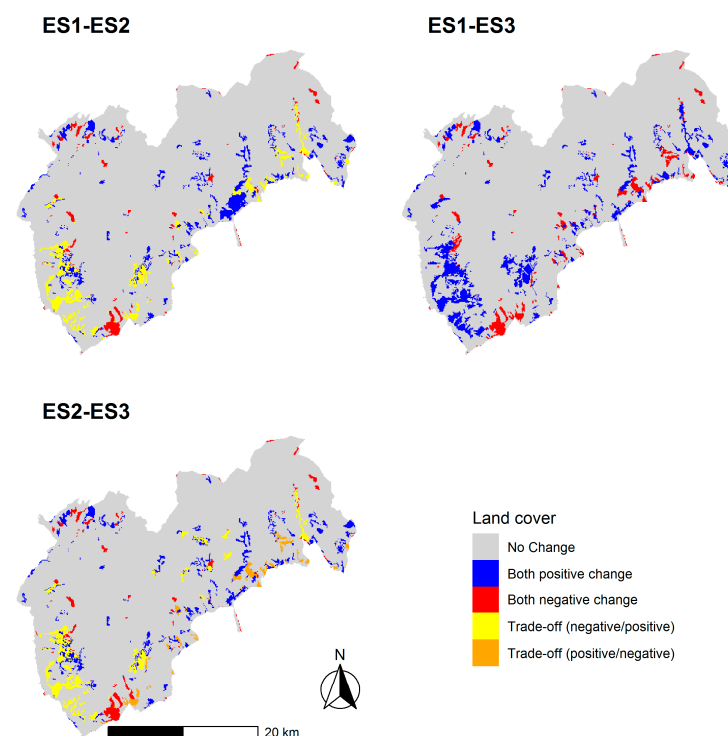 ES1-ES2
ES1-ES3
ES2-ES3
Land cover
No Change
Both positive change
Both negative change
Trade-off (negative/positive)
Trade-off (positive/negative)
N
20 km